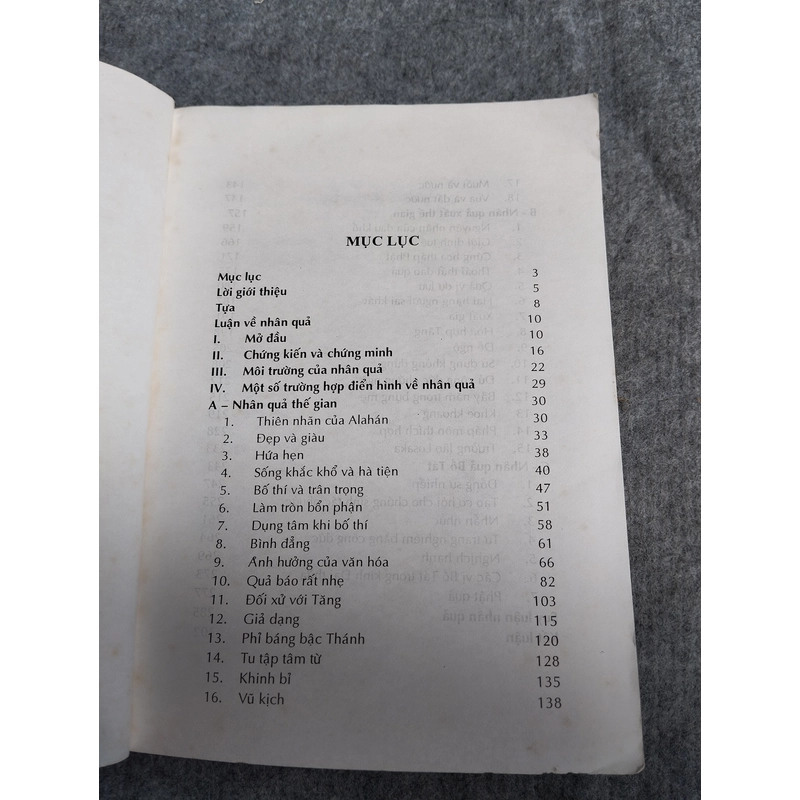 MỤC LỤC
Mục lục 3
Lời giới thiệu 5
Tựa 8
Luận về nhân quả 10
I. Mở đầu 10
II. Chứng kiến và chứng minh 16
III. Môi trường của nhân quả 22
IV. Một số trường hợp điển hình về nhân quả 29
A – Nhân quả thế gian 30
1. Thiên nhãn của Alahán 30
2. Đẹp và giàu 33
3. Hứa hẹn 38
4. Sống khắc khổ và hà tiện 40
5. Bố thí và trân trọng 47
6. Làm tròn bổn phận 51
7. Dụng tâm khi bố thí 58
8. Bình đẳng 61
9. Ảnh hưởng của văn hóa 66
10. Quả báo rất nhẹ 82
11. Đối xử với Tăng 103
12. Giả dạng 115
13. Phỉ báng bậc Thánh 120
14. Tu tập tâm từ 128
15. Khinh bỉ 135
16. Vũ kịch 138